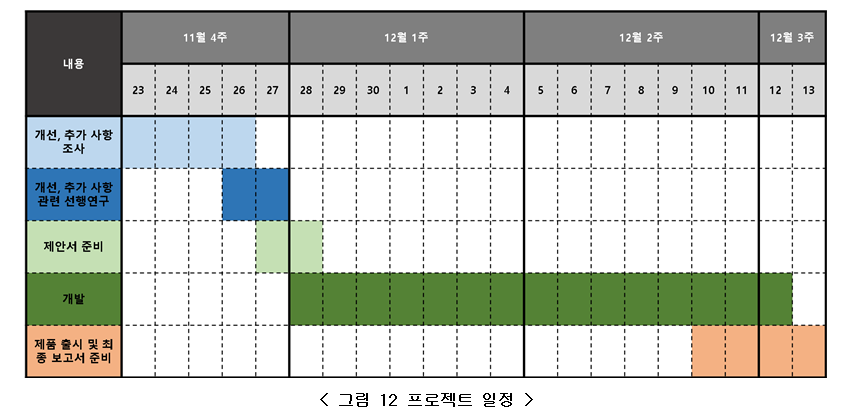 내용
11월 4주 12월 1주 12월 2주 12월 3주
23 24 25 26 27 28 29 30 1 2 3 4 5 6 7 8 9 10 11 12 13
개선, 추가 사항
조사
개선, 추가 사항
관련 선행연구
제안서 준비
개발
제품 출시 및 최
종 보고서 준비
< 그림 12 프로젝트 일정 >